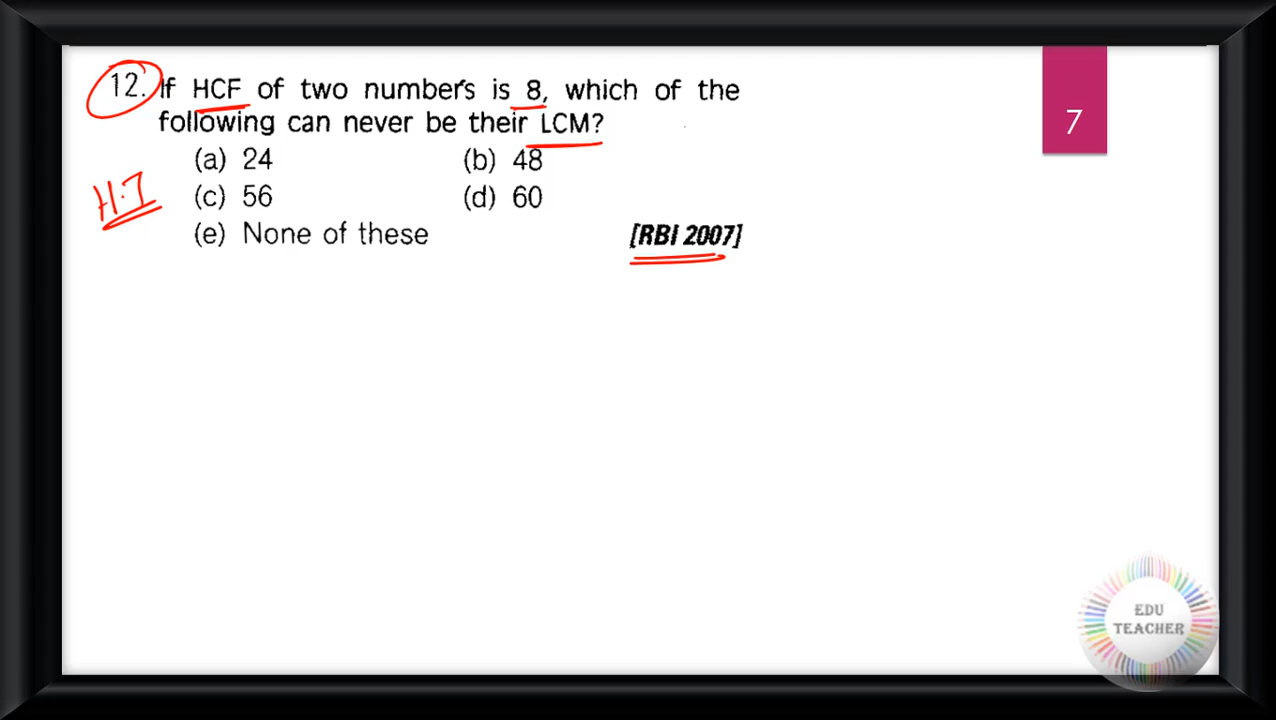 12. If HCF of two numbers is 8, which of the
following can never be their LCM?
(a) 24 (b) 48
H.T (c) 56 (d) 60
(e) None of these [RBI 2007]
7
EDU
TEACHER